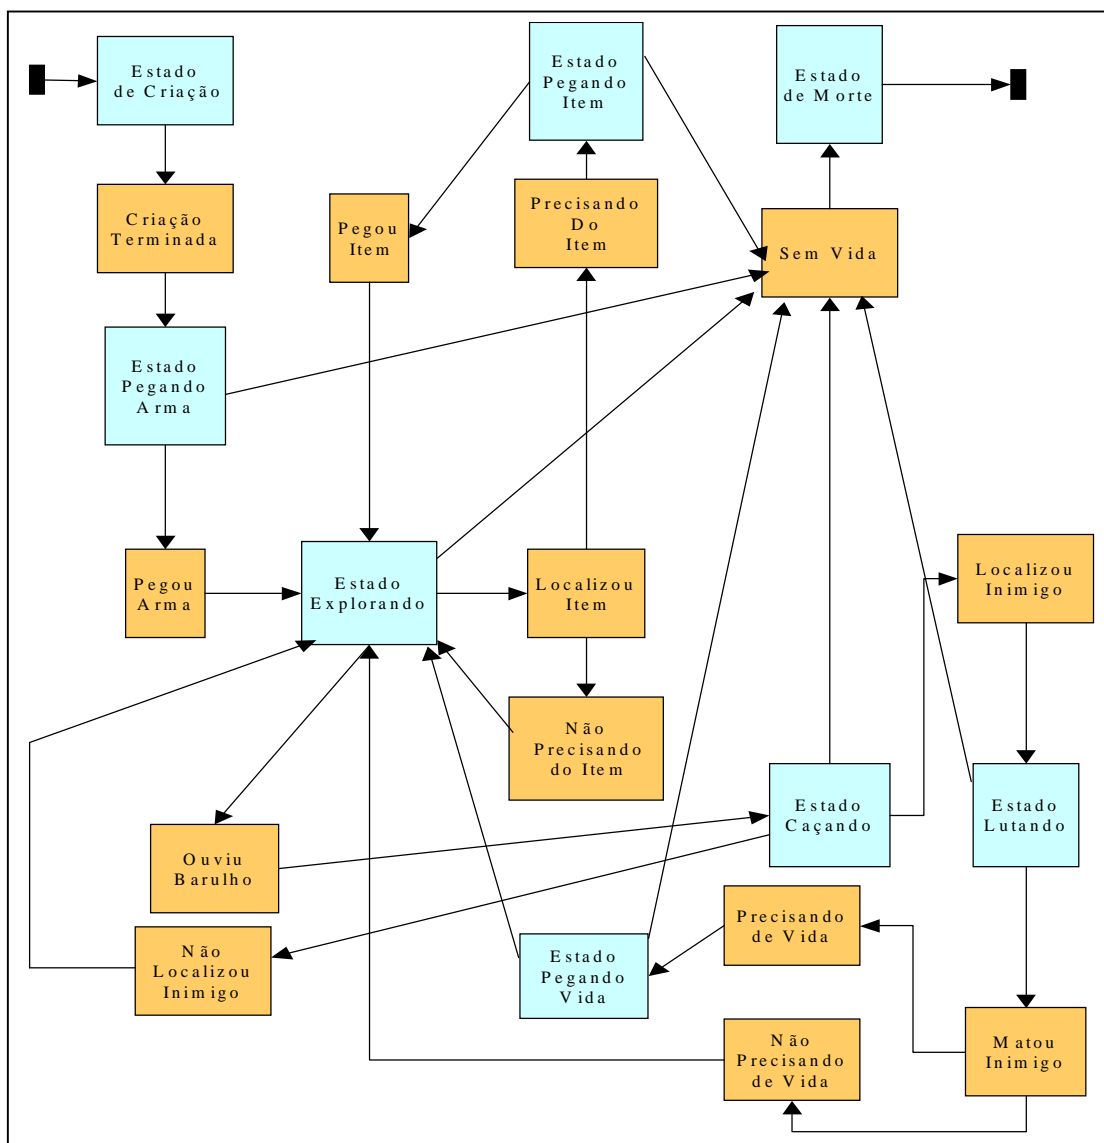 Estado
de Criação
Estado
Pegando
Item
Estado
de Morte
Criação
Terminada
Pegou
Item
Precisando
Do
Item
Sem Vida
Estado
Pegando
Arma
Pegou
Arma
Estado
Explorando
Localizou
Item
Localizou
Inimigo
Não
Precisando
do Item
Estado
Caçando
Estado
Lutando
Ouviu
Barulho
Precisando
de Vida
Não
Localizou
Inimigo
Estado
Pegando
Vida
Não
Precisando
de Vida
Matou
Inimigo